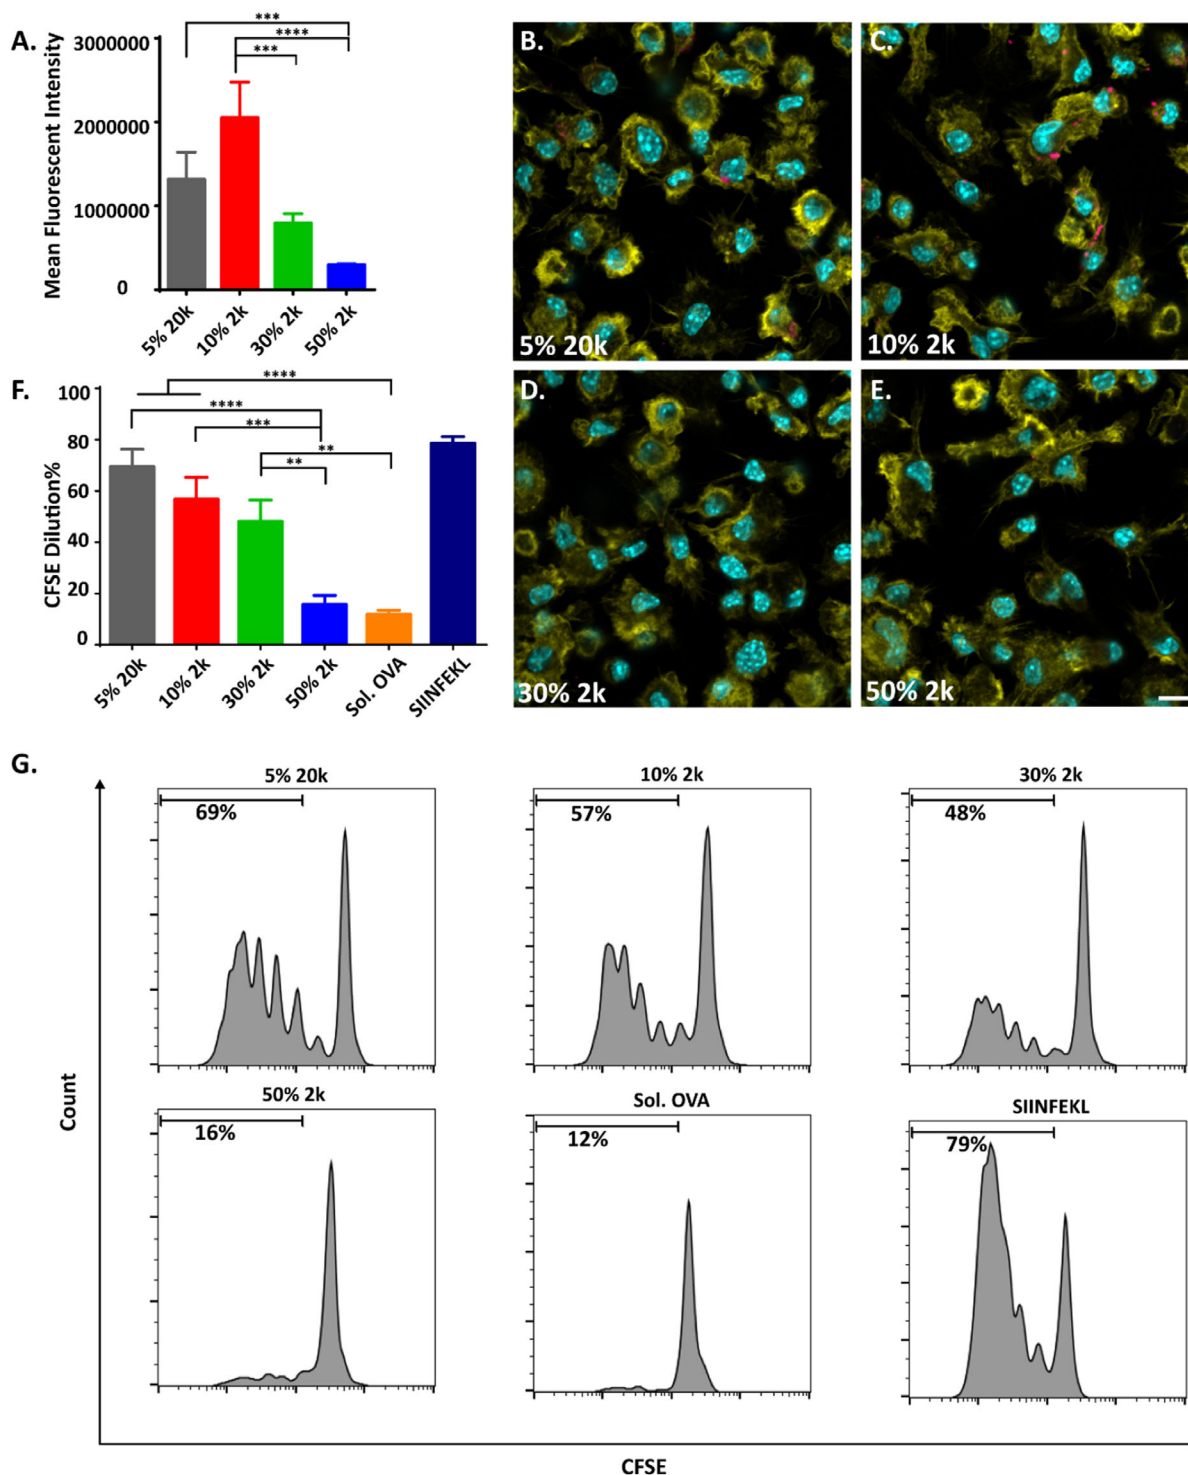 A.
***
****
***
Mean Fluorescent Intensity
3000000
2000000
1000000
0
5% 20k
10% 2k
30% 2k
50% 2k
B.
5% 20k
C.
10% 2k
D.
30% 2k
E.
50% 2k
F.
****
****
***
**
**
CFSE Dilution%
100
80
60
40
20
0
5% 20k
10% 2k
30% 2k
50% 2k
Sol. OVA
SIINFEKL
G.
Count
5% 20k
69%
10% 2k
57%
30% 2k
48%
50% 2k
16%
Sol. OVA
12%
SIINFEKL
79%
CFSE